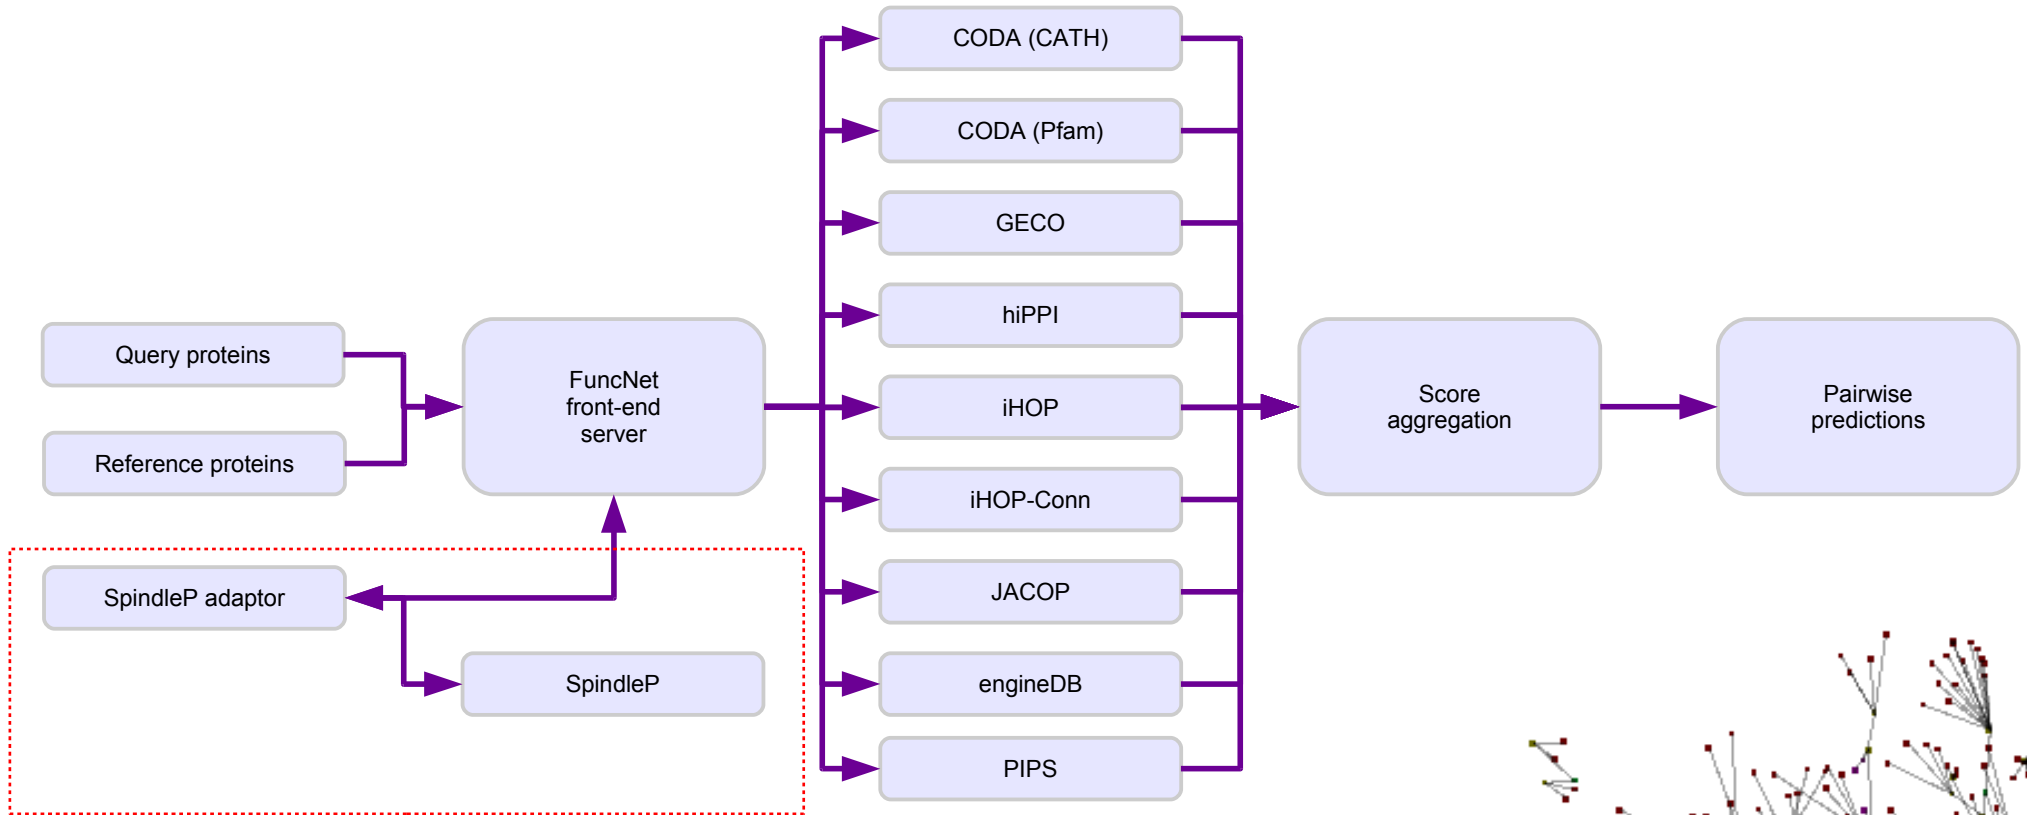 Query proteins
Reference proteins
SpindleP adaptor
SpindleP
FuncNet
front-end
server
CODA (CATH)
CODA (Pfam)
GECO
hiPPI
iHOP
iHOP-Conn
JACOP
engineDB
PIPS
Score
aggregation
Pairwise
predictions